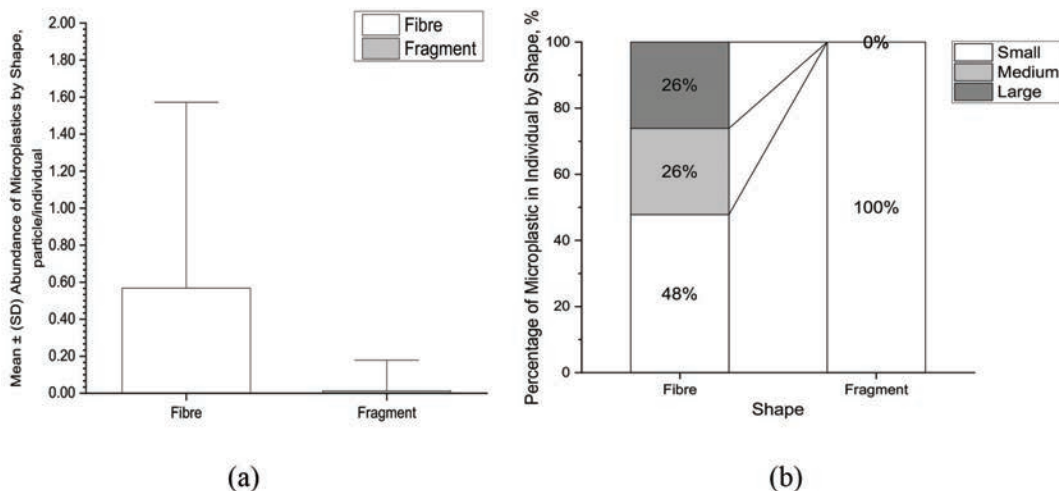 2.00
1.80
1.60
1.40
1.20
1.00
0.80
0.60
0.40
0.20
0.00
Mean ± (SD) Abundance of Microplastics by Shape,
particle/individual
Fibre
Fragment
Fibre
Fragment
(a)
100
80
60
40
20
0
Percentage of Microplastic in Individual by Shape, %
26%
26%
48%
0%
100%
Small
Medium
Large
Fibre
Fragment
Shape
(b)